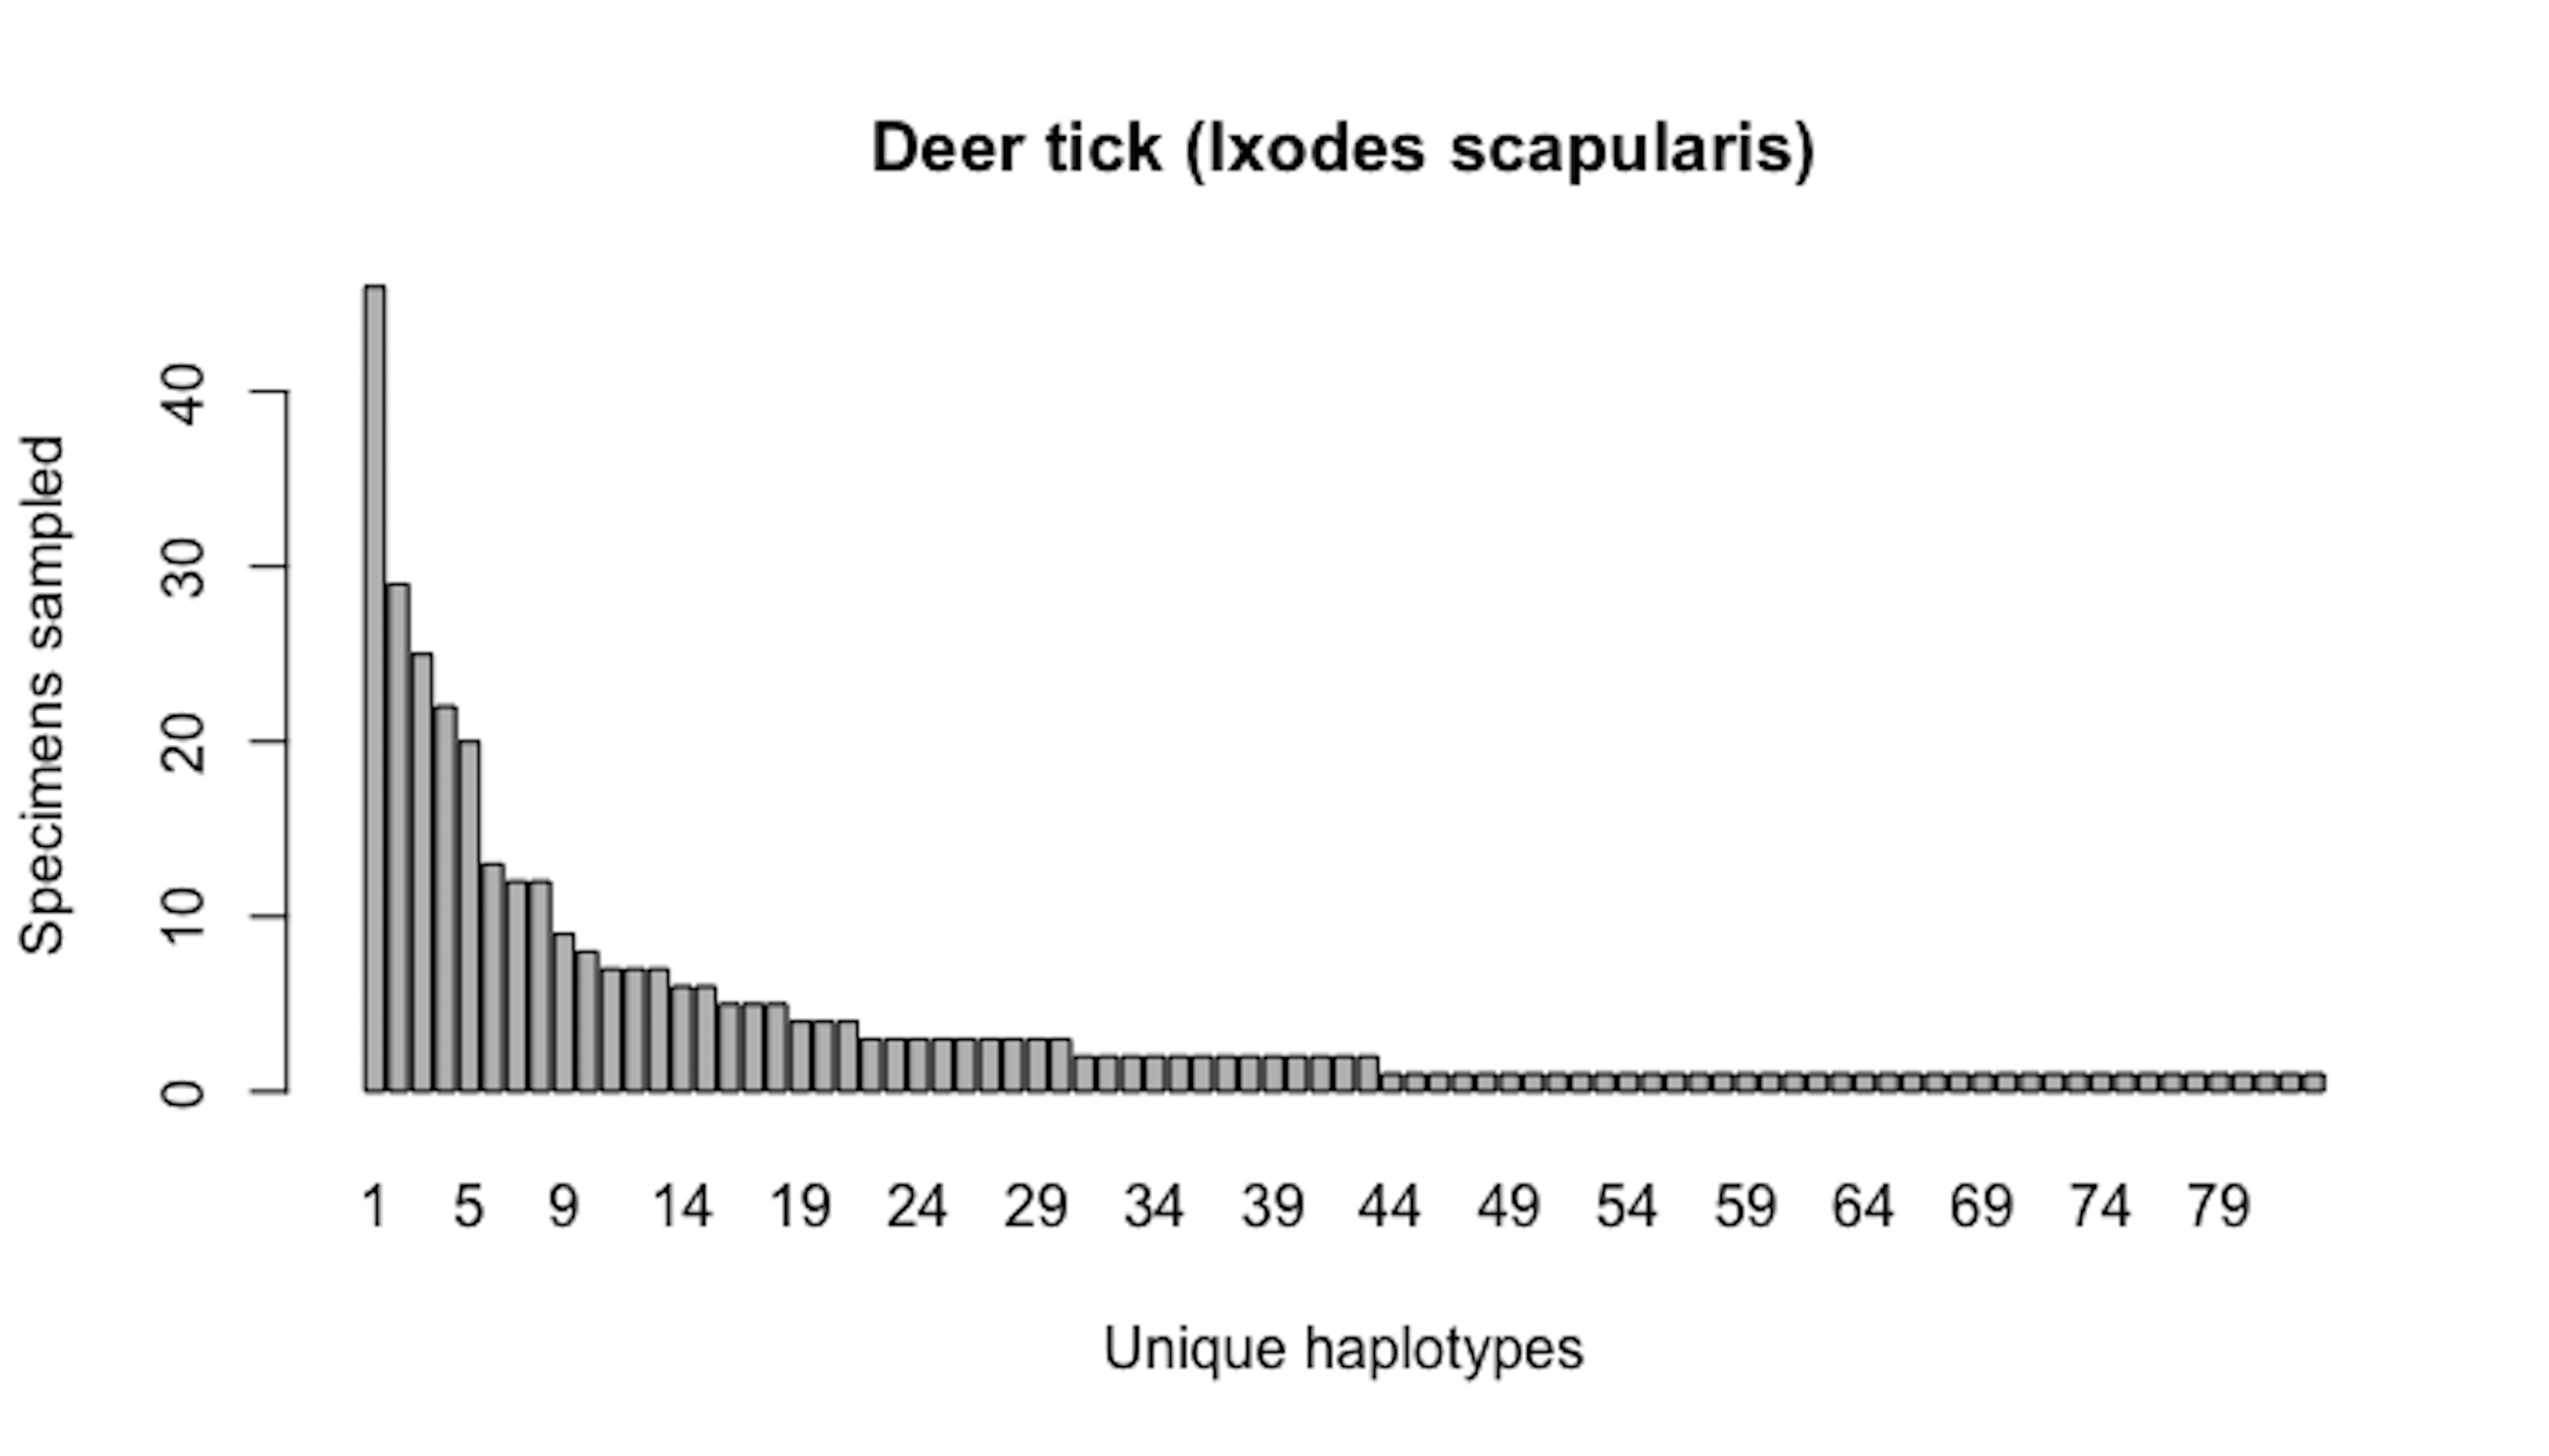 Deer tick (Ixodes scapularis)
Specimens sampled
40
30
20
10
0
1 5 9 14 19 24 29 34 39 44 49 54 59 64 69 74 79
Unique haplotypes